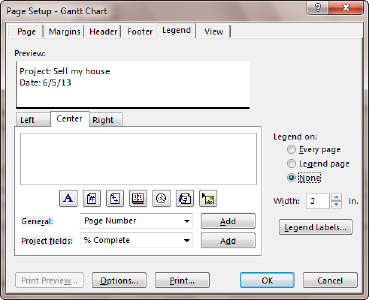 Page Setup - Gantt Chart
Page Margins Header Footer Legend View
Preview:
Project: Sell my house
Date: 6/5/13
Left Center Right
Legend on:
Every page
Legend page
None
Width: 2 in.
A
General: Page Number Add
Project fields: % Complete Add
Legend Labels...
Print Preview... Options... Print... OK Cancel